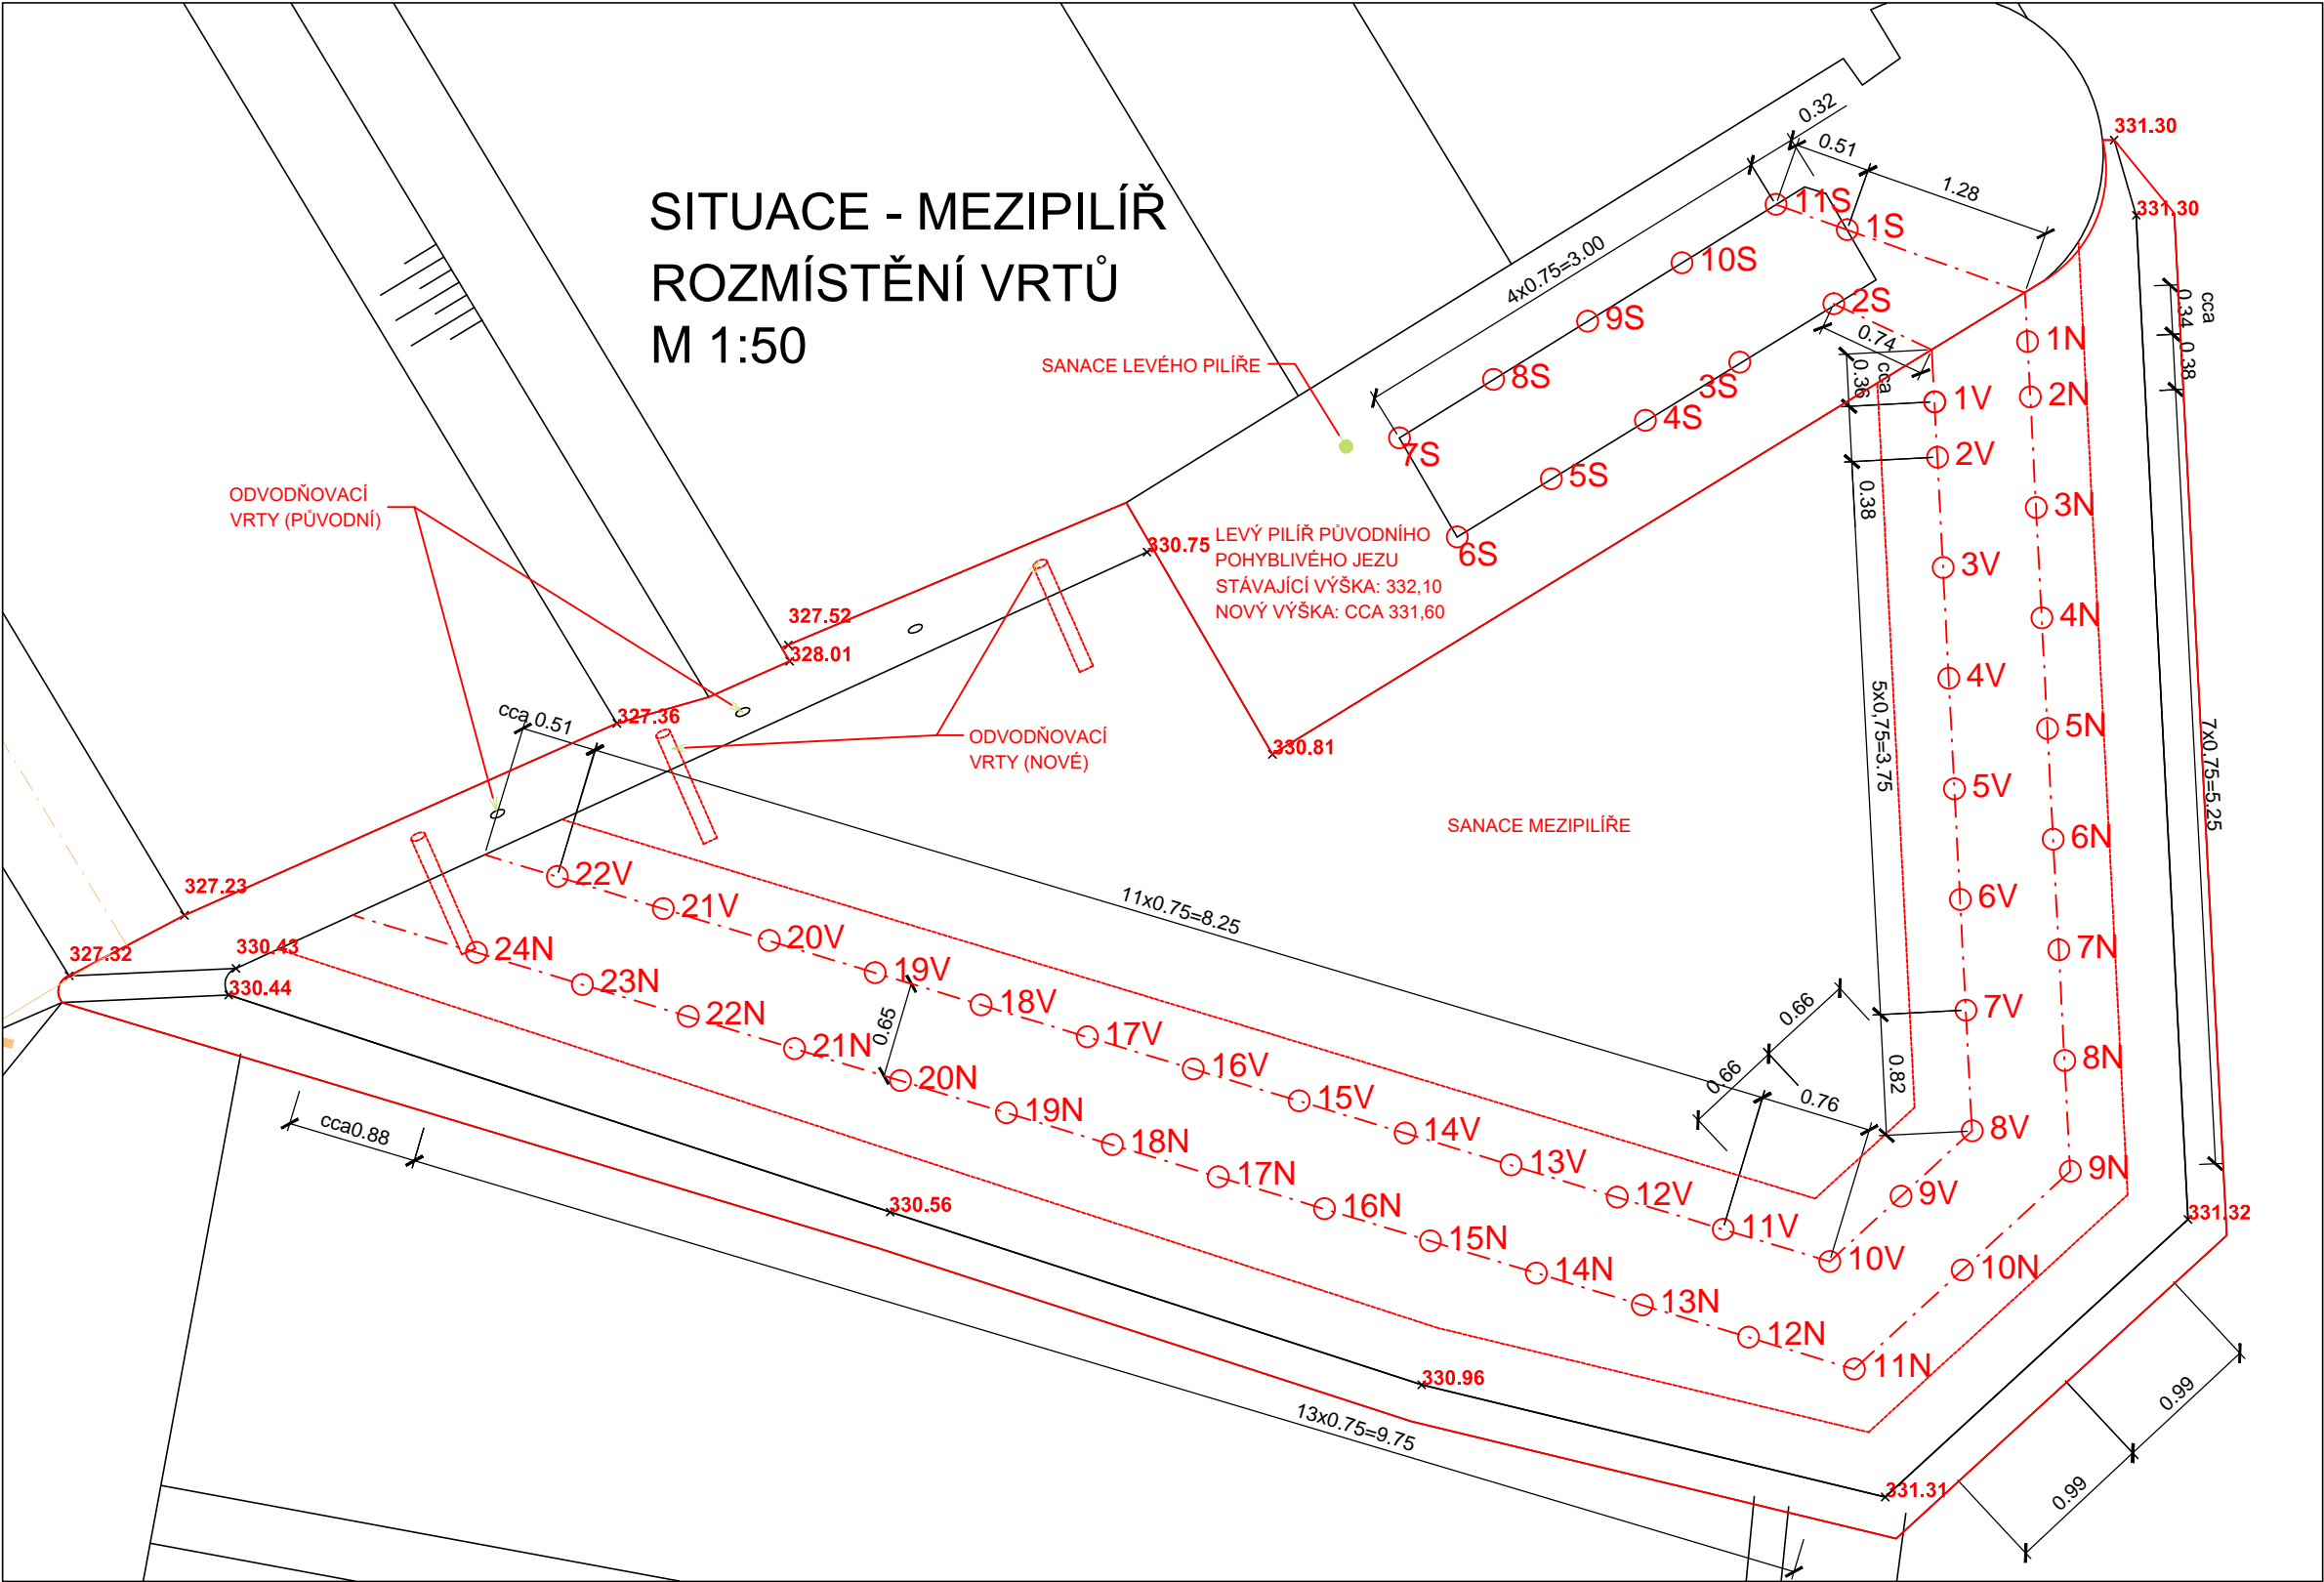 SITUACE - MEZIPILÍŘ
ROZMÍSTĚNÍ VRTŮ
M 1:50
0.32
0.51
1.28
331.30
331.30
11S
1S
10S
4x0.75=3.00
9S
2S
8S
3S
4S
7S
5S
6S
SANACE LEVÉHO PILÍŘE
0.74
cca
0.36
0.38
cca
0.34
0.38
1N
2N
3N
4N
5N
6N
7N
8N
9N
10N
11N
1V
2V
3V
4V
5V
6V
7V
8V
9V
10V
5x0,75=3.75
7x0.75=5.25
ODVODŇOVACÍ
VRTY (PŮVODNÍ)
330.75
LEVÝ PILÍŘ PŮVODNÍHO
POHYBLIVÉHO JEZU
STÁVAJÍCÍ VÝŠKA: 332,10
NOVÝ VÝŠKA: CCA 331,60
327.52
328.01
327.36
cca 0.51
ODVODŇOVACÍ
VRTY (NOVÉ)
330.81
SANACE MEZIPILÍŘE
327.23
327.32
330.43
330.44
11x0.75=8.25
22V
21V
20V
19V
18V
17V
16V
15V
14V
13V
12V
11V
24N
23N
22N
21N
20N
19N
18N
17N
16N
15N
14N
13N
12N
0.65
0.66
0.66
0.76
0.82
cca0.88
330.56
330.96
331.32
331.31
13x0.75=9.75
0.99
0.99